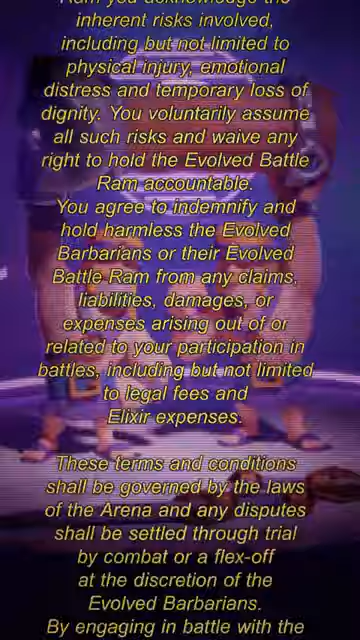 Ram you acknowledge the
inherent risks involved,
including but not limited to
physical injury, emotional
distress and temporary loss of
dignity. You voluntarily assume
all such risks and waive any
right to hold the Evolved Battle
Ram accountable.
You agree to indemnify and
hold harmless the Evolved
Barbarians or their Evolved
Battle Ram from any claims,
liabilities, damages, or
expenses arising out of or
related to your participation in
battles, including but not limited
to legal fees and
Elixir expenses.
These terms and conditions
shall be governed by the laws
of the Arena and any disputes
shall be settled through trial
by combat or a flex-off
at the discretion of the
Evolved Barbarians.
By engaging in battle with the